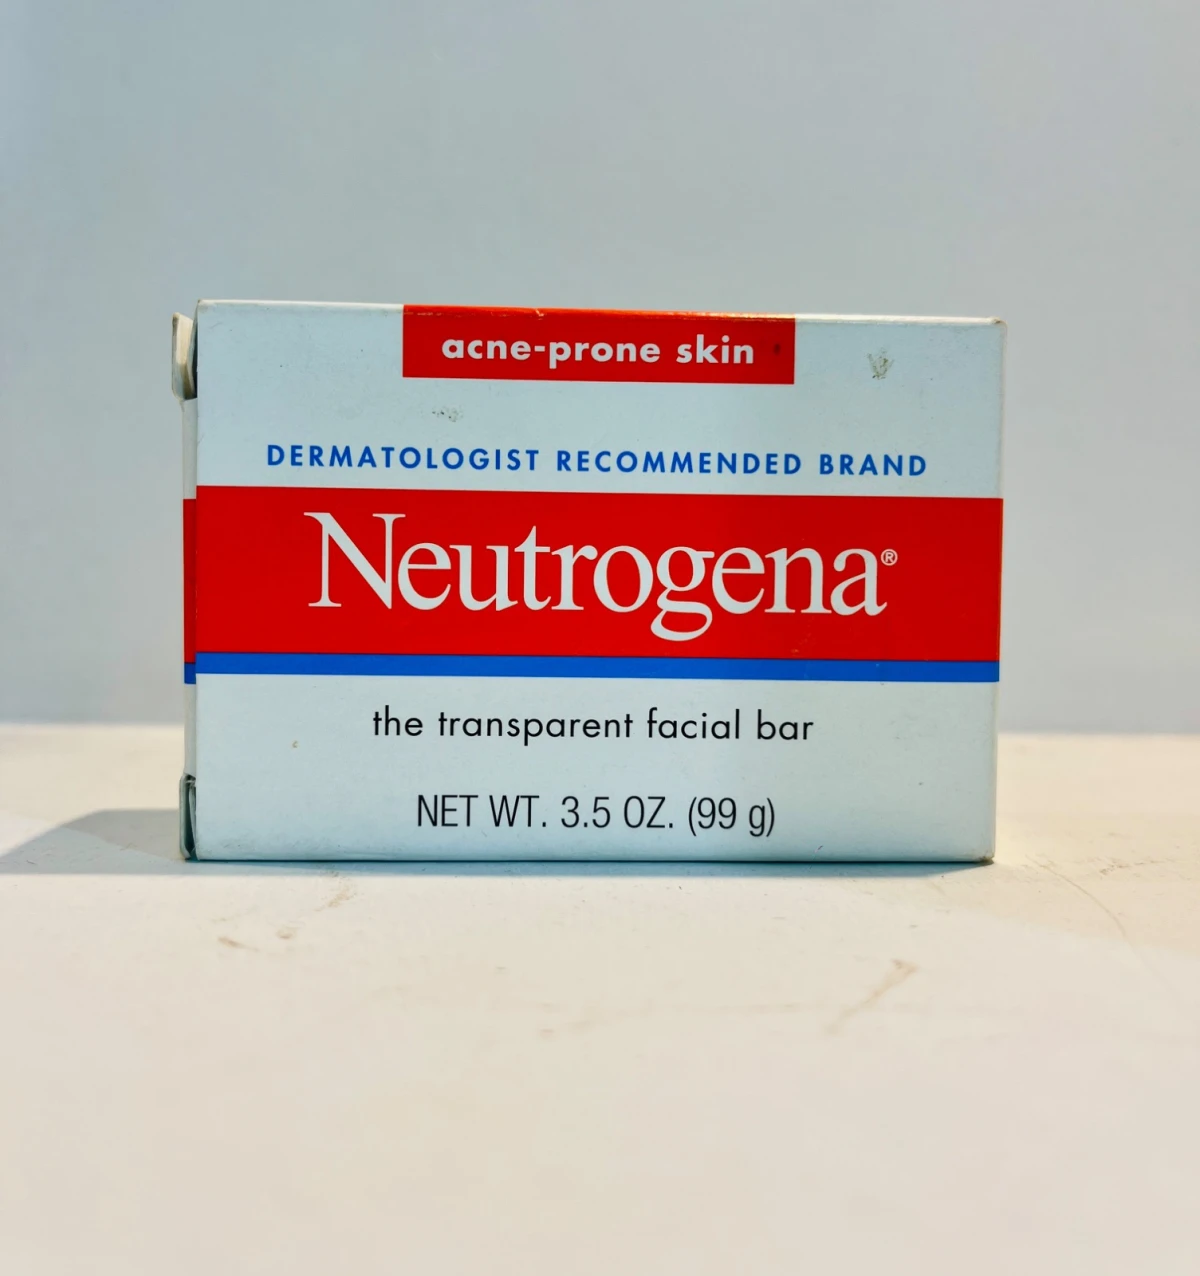 acne-prone skin
DERMATOLOGIST RECOMMENDED BRAND
Neutrogena®
the transparent facial bar
NET WT. 3.5 OZ. (99 g)